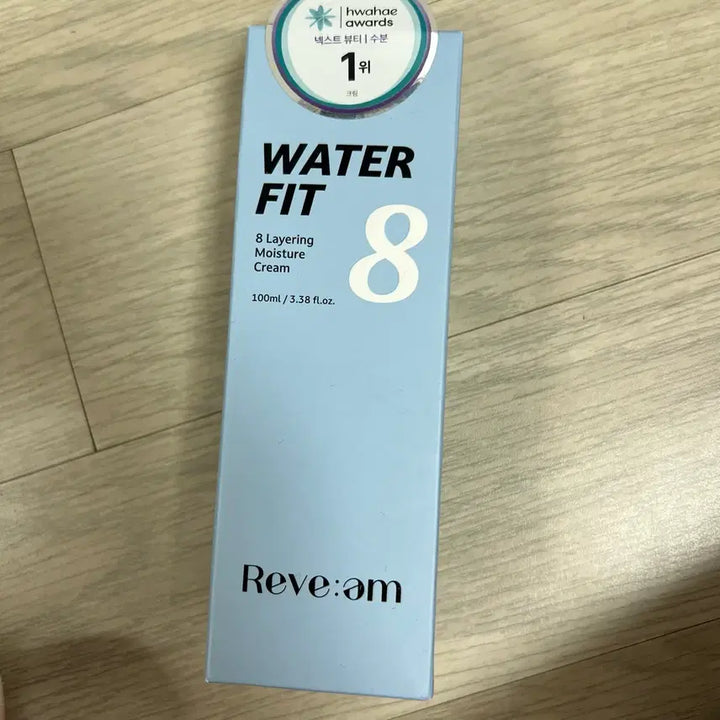 hwahae
awards
넥스트 뷰티 | 수분
1위
크림
WATER
FIT
8
8 Layering
Moisture
Cream
100ml / 3.38 fl.oz.
Reve:əm